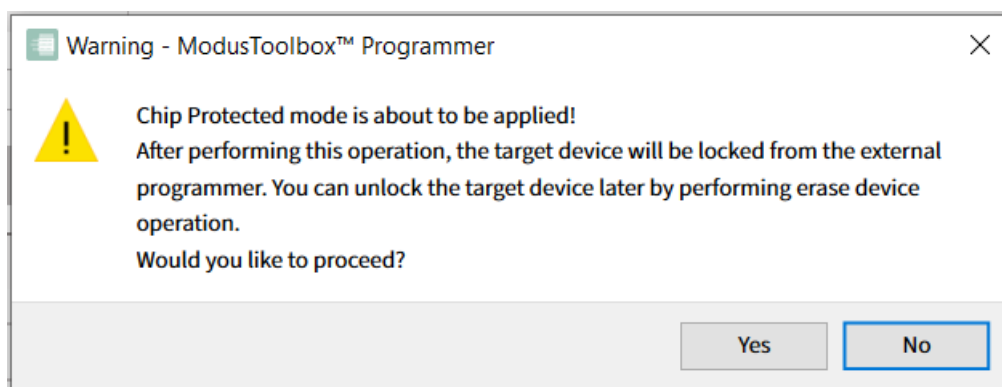 Warning - ModusToolbox™ Programmer
Chip Protected mode is about to be applied!
After performing this operation, the target device will be locked from the external
programmer. You can unlock the target device later by performing erase device
operation.
Would you like to proceed?
Yes
No